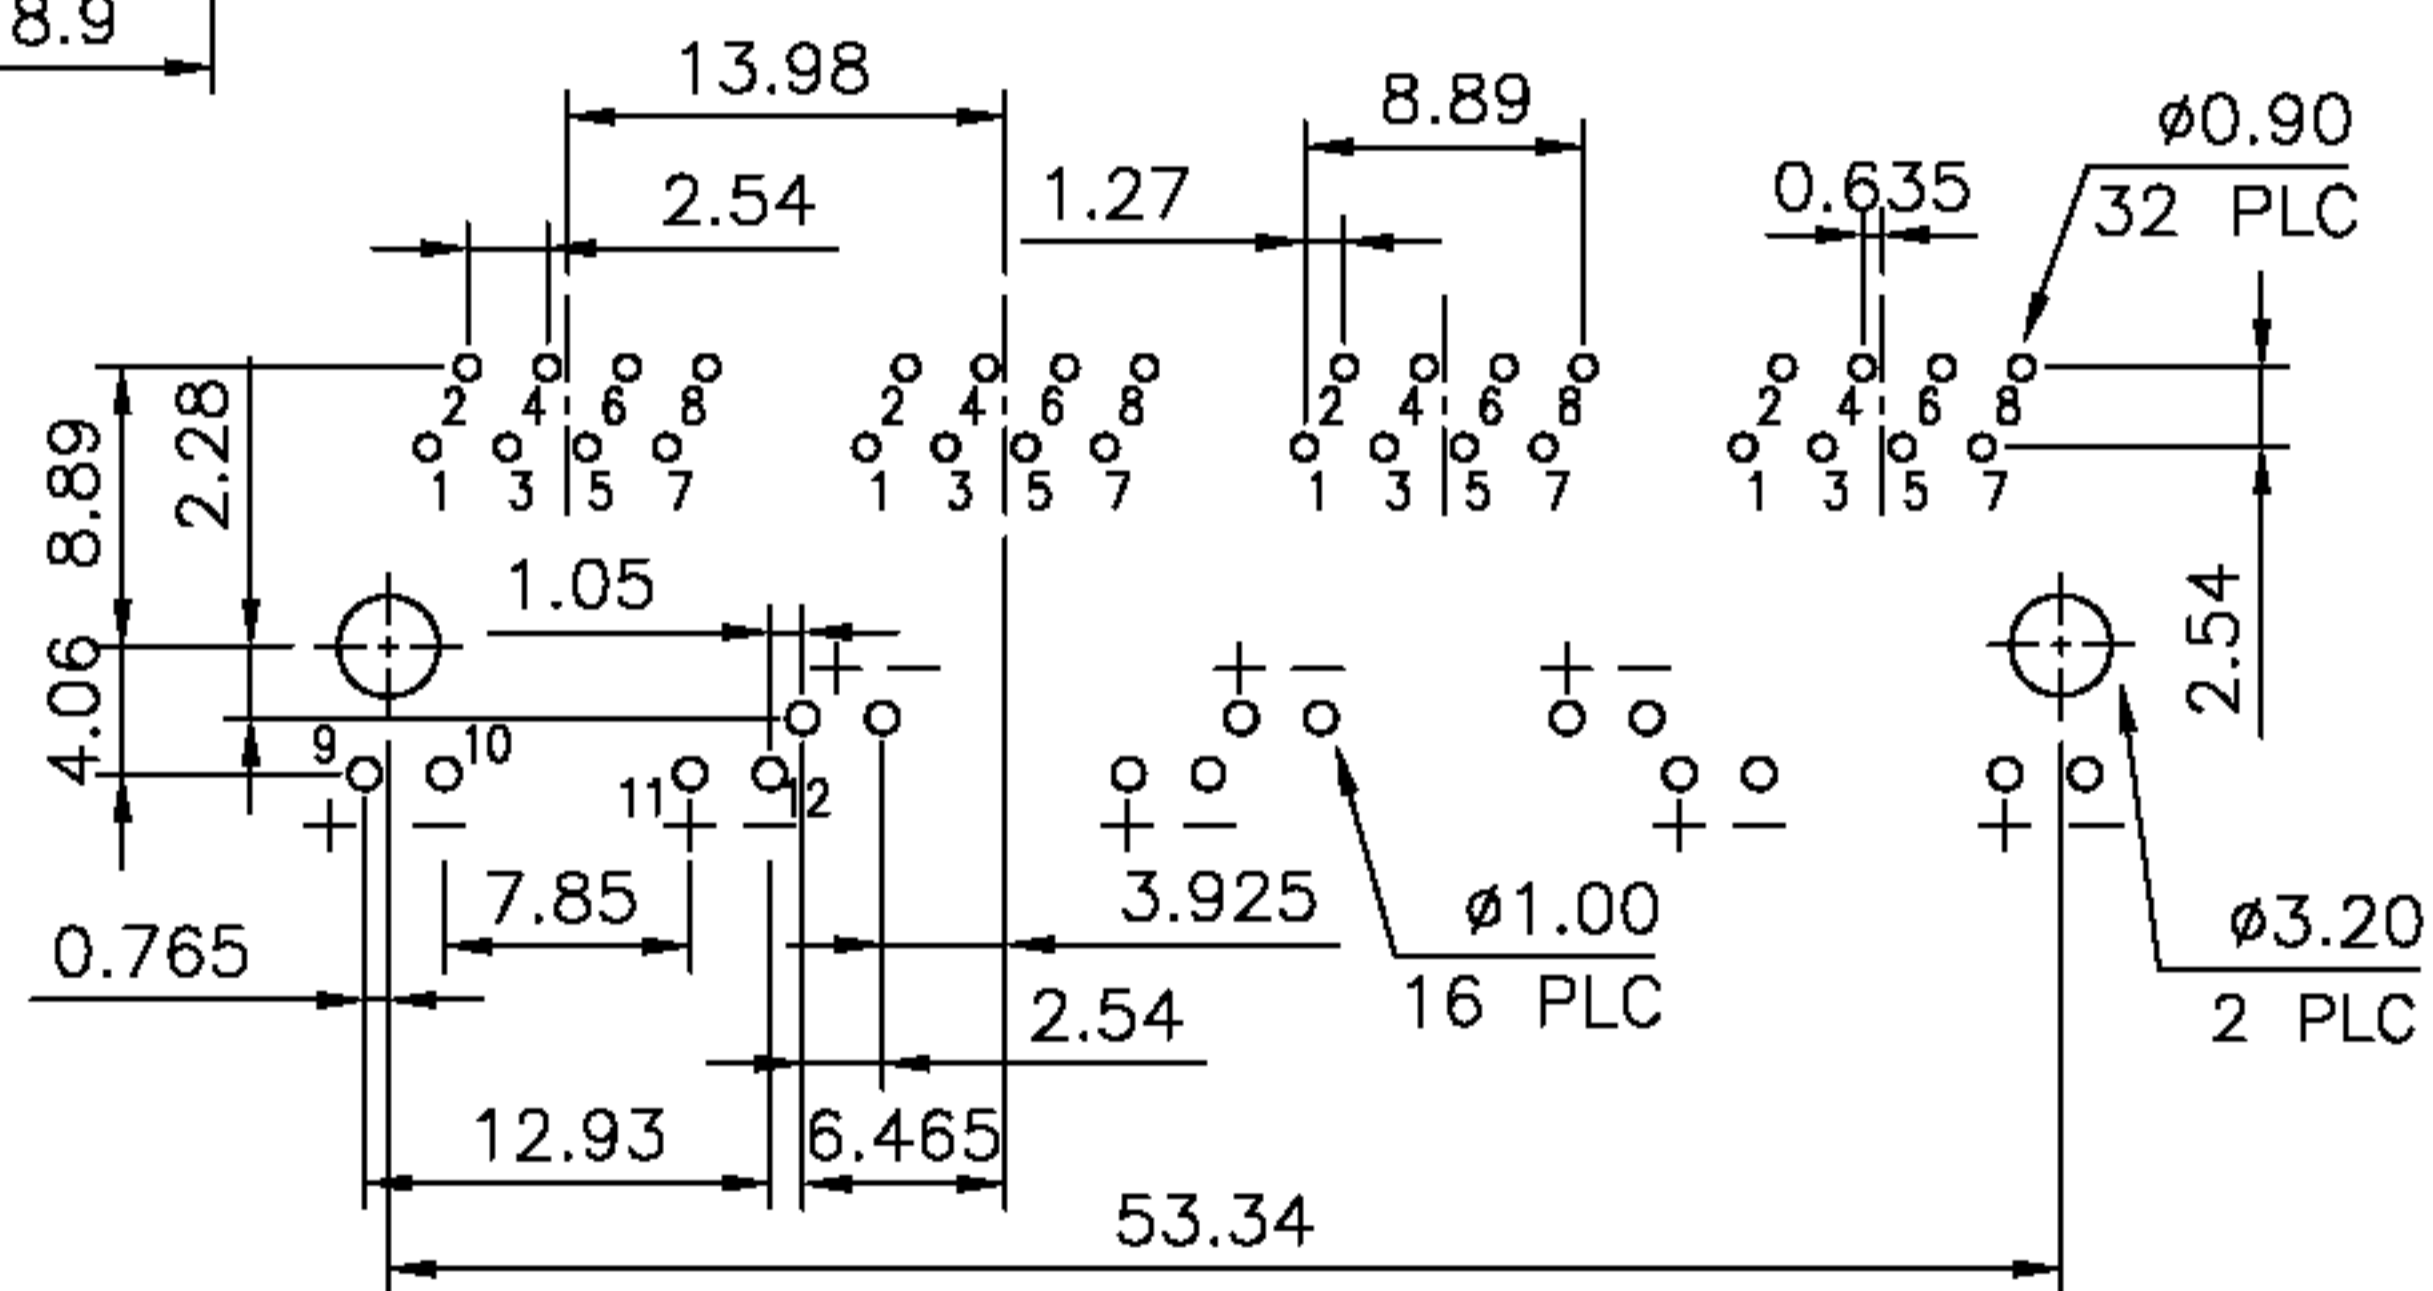 8.9
13.98
8.89
ø0.90
32 PLC
2.54
1.27
0.635
2 4 6 8 2 4 6 8 2 4 6 8 2 4 6 8
1 3 5 7 1 3 5 7 1 3 5 7 1 3 5 7
8.89
2.28
4.06
1.05
2.54
+ − + − + −
9 10
11 12
+ − + − + − + − + −
7.85
3.925
ø1.00
16 PLC
ø3.20
2 PLC
0.765
2.54
12.93
6.465
53.34